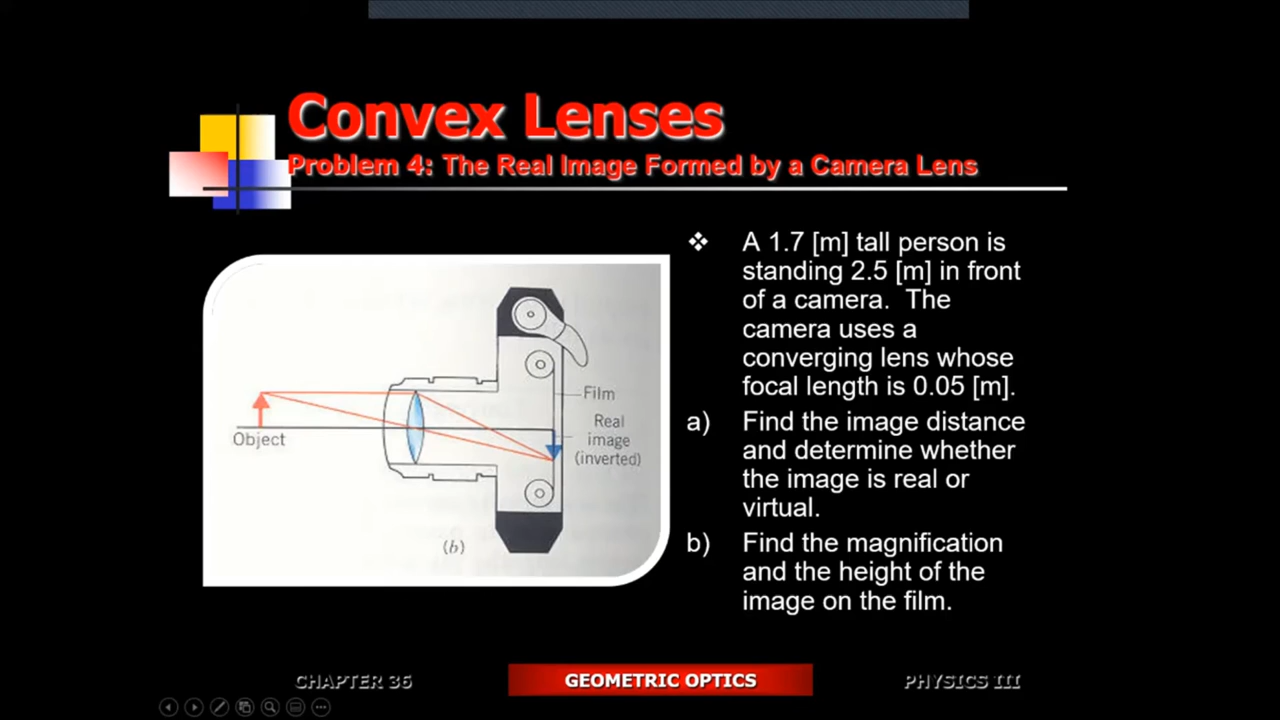 Convex Lenses
Problem 4: The Real Image Formed by a Camera Lens
Object
Film
Real
image
(inverted)
(b)
❖ A 1.7 [m] tall person is
standing 2.5 [m] in front
of a camera. The
camera uses a
converging lens whose
focal length is 0.05 [m].
a) Find the image distance
and determine whether
the image is real or
virtual.
b) Find the magnification
and the height of the
image on the film.
CHAPTER 36
GEOMETRIC OPTICS
PHYSICS III